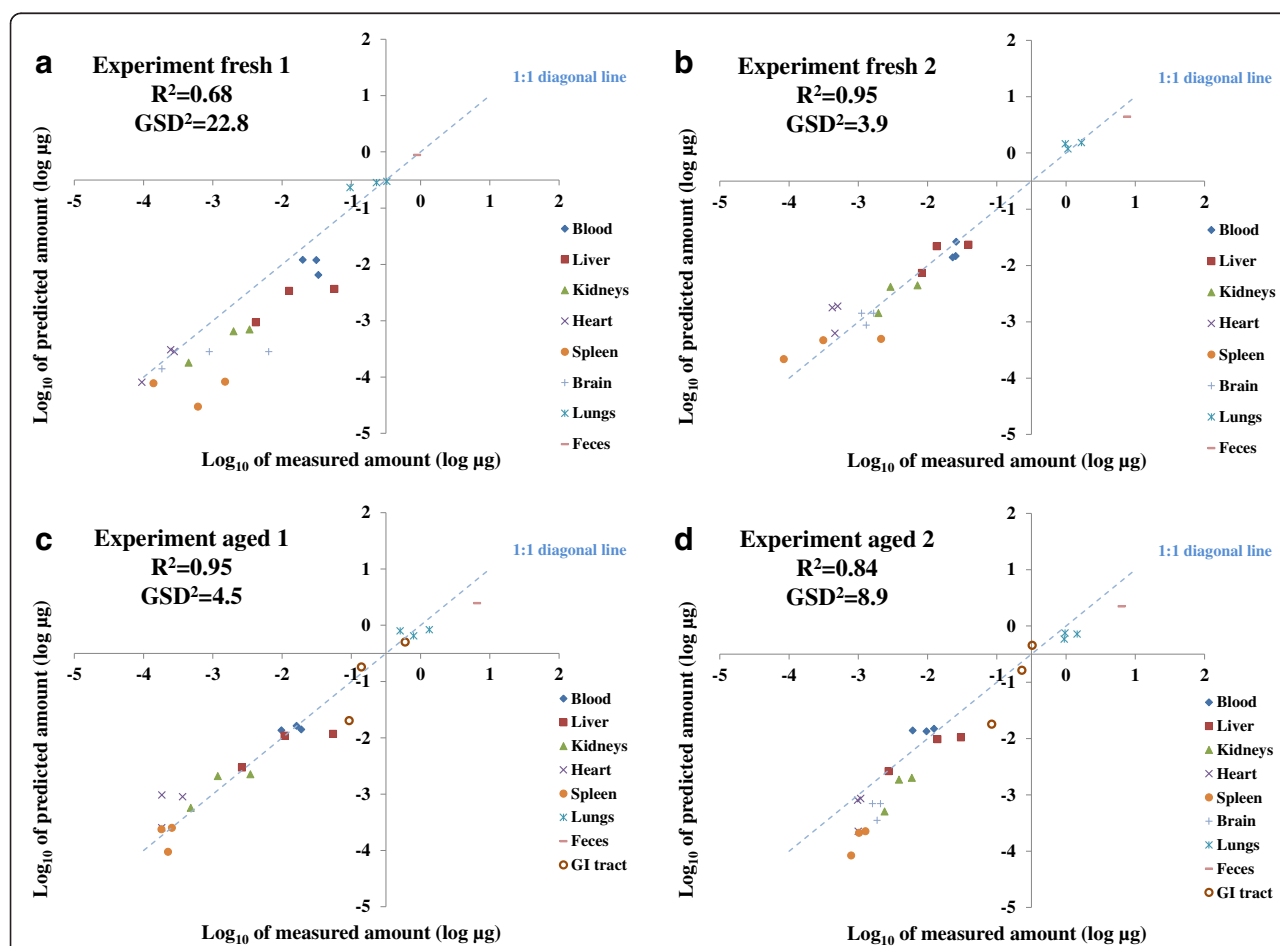 a
Experiment fresh 1
R²=0.68
GSD²=22.8
1:1 diagonal line
Log₁₀ of predicted amount (log µg)
2
1
0
-1
-2
-3
-4
-5
-5 -4 -3 -2 -1 0 1 2
Blood
Liver
Kidneys
Heart
Spleen
Brain
Lungs
Feces
Log₁₀ of measured amount (log µg)
b
Experiment fresh 2
R²=0.95
GSD²=3.9
1:1 diagonal line
Log₁₀ of predicted amount (log µg)
2
1
0
-1
-2
-3
-4
-5
-5 -4 -3 -2 -1 0 1 2
Blood
Liver
Kidneys
Heart
Spleen
Brain
Lungs
Feces
Log₁₀ of measured amount (log µg)
c
Experiment aged 1
R²=0.95
GSD²=4.5
1:1 diagonal line
Log₁₀ of predicted amount (log µg)
2
1
0
-1
-2
-3
-4
-5
-5 -4 -3 -2 -1 0 1 2
Blood
Liver
Kidneys
Heart
Spleen
Lungs
Feces
GI tract
Log₁₀ of measured amount (log µg)
d
Experiment aged 2
R²=0.84
GSD²=8.9
1:1 diagonal line
Log₁₀ of predicted amount (log µg)
2
1
0
-1
-2
-3
-4
-5
-5 -4 -3 -2 -1 0 1 2
Blood
Liver
Kidneys
Heart
Spleen
Brain
Lungs
Feces
GI tract
Log₁₀ of measured amount (log µg)